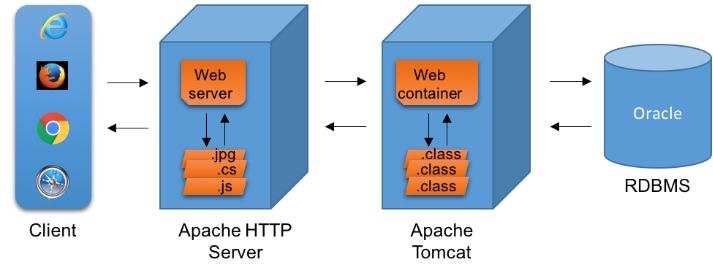 Web
server
.jpg
.cs
.js
Web
container
.class
.class
.class
Oracle
Client
Apache HTTP
Server
Apache
Tomcat
RDBMS